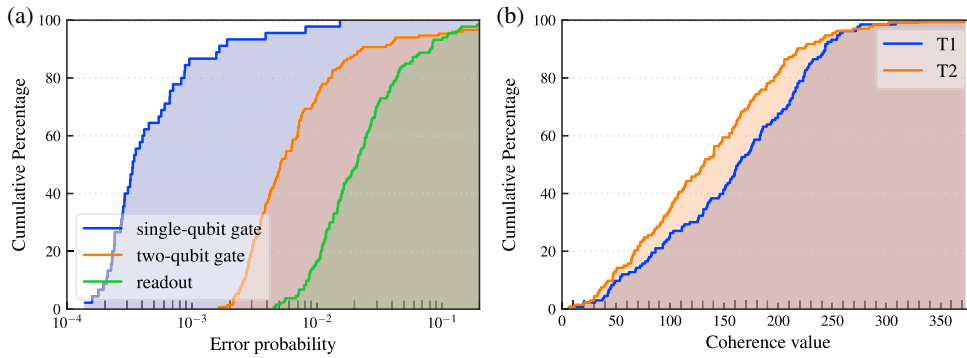 (a)
Cumulative Percentage
100
80
60
40
20
0
single-qubit gate
two-qubit gate
readout
10⁻⁴
10⁻³
10⁻²
10⁻¹
Error probability
(b)
Cumulative Percentage
100
80
60
40
20
0
T1
T2
0
50
100
150
200
250
300
350
Coherence value